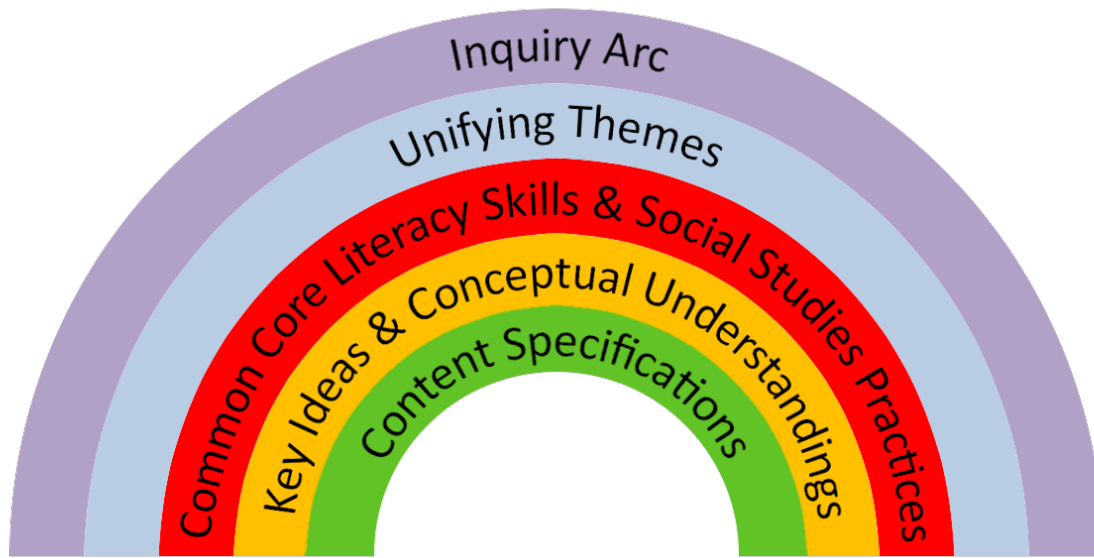 Inquiry Arc
Unifying Themes
Common Core Literacy Skills & Social Studies Practices
Key Ideas & Conceptual Understandings
Content Specifications